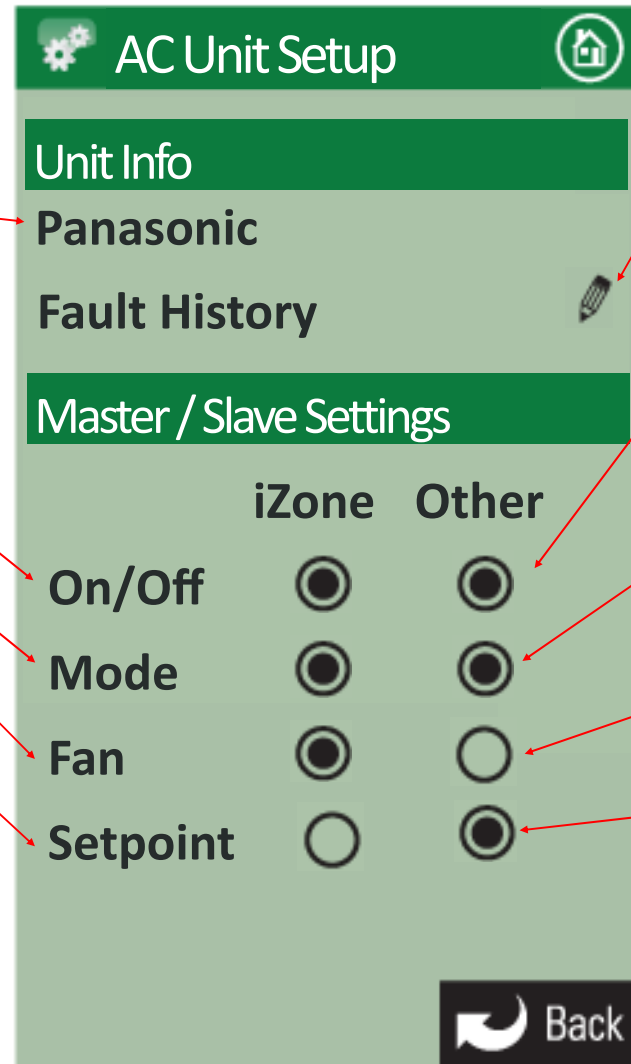 AC Unit Setup
Unit Info
Panasonic
Fault History
Master / Slave Settings
iZone Other
On/Off
Mode
Fan
Setpoint
Back